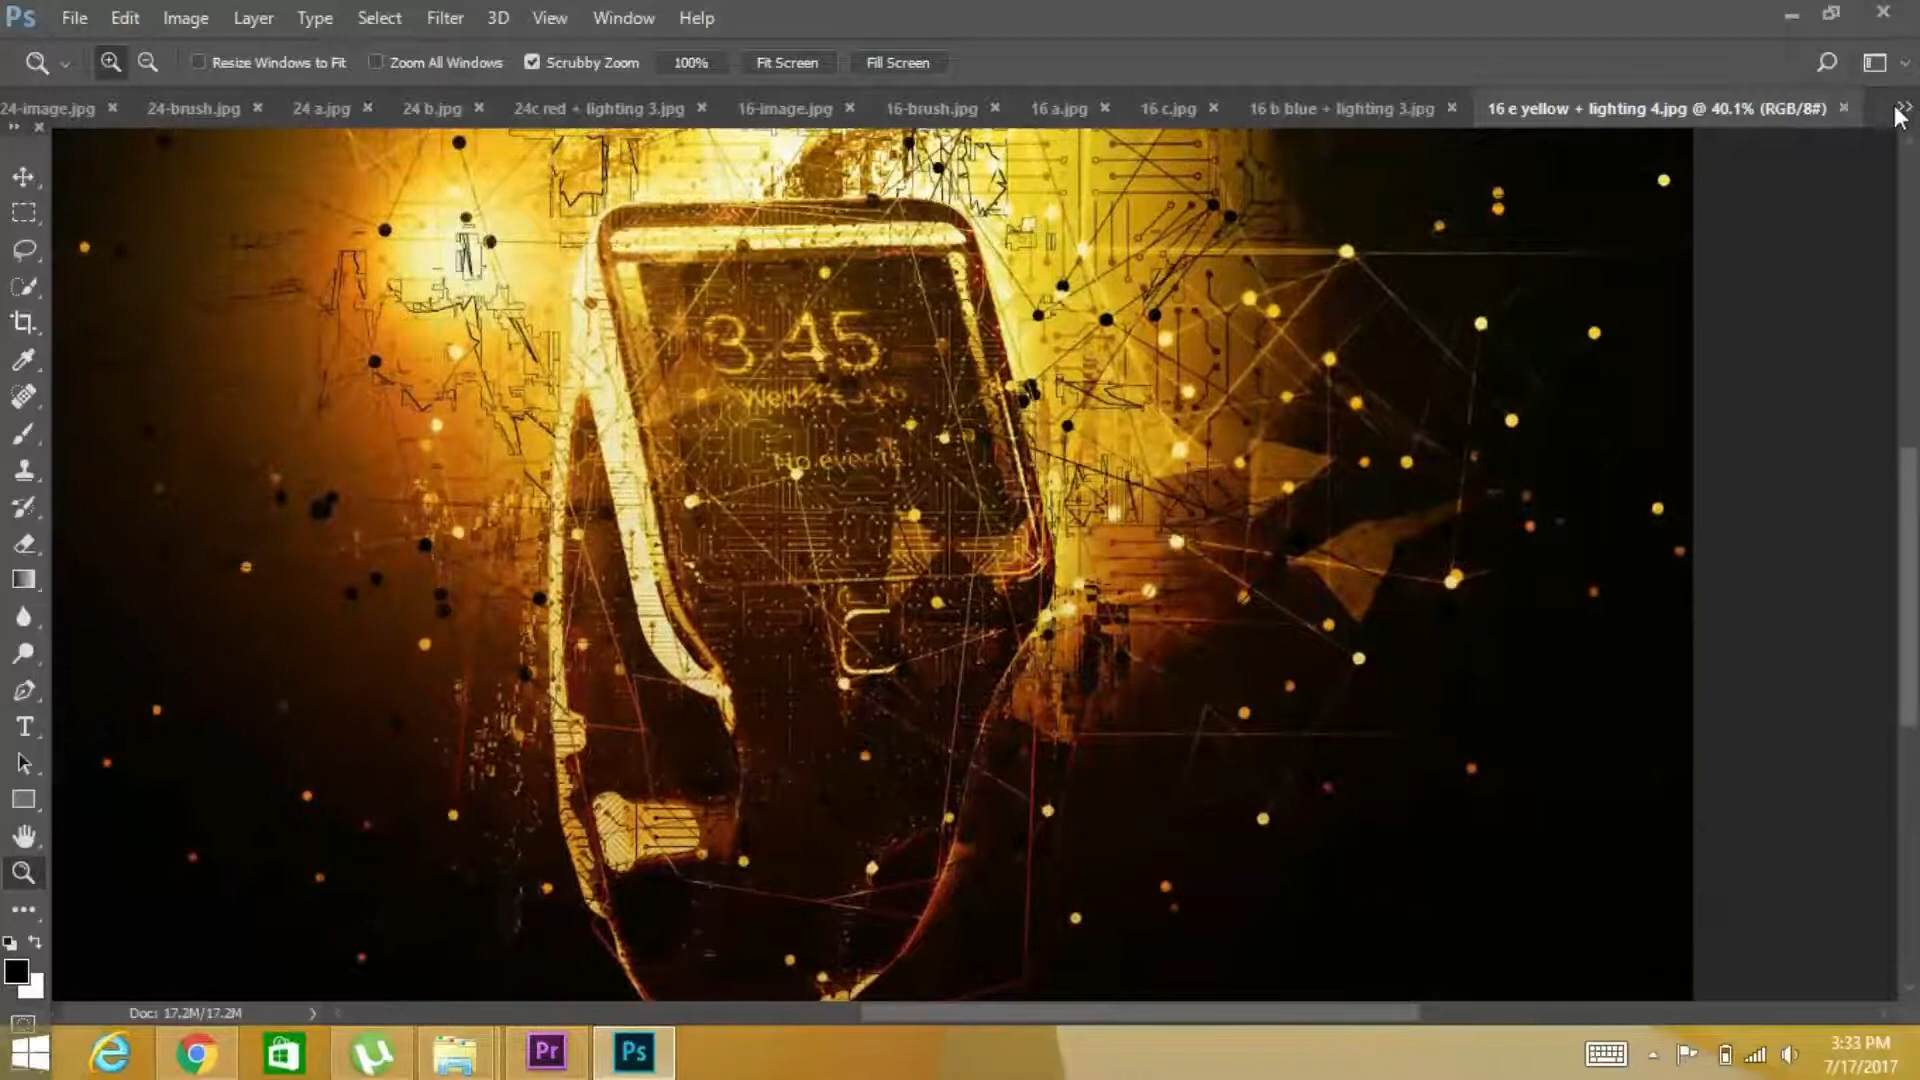 Ps File Edit Image Layer Type Select Filter 3D View Window Help
Resize Windows to Fit Zoom All Windows Scrubby Zoom 100% Fit Screen Fill Screen
24-image.jpg 24-brush.jpg 24 a.jpg 24 b.jpg 24c red + lighting 3.jpg 16-image.jpg 16-brush.jpg 16 a.jpg 16 c.jpg 16 b blue + lighting 3.jpg 16 e yellow + lighting 4.jpg @ 40.1% (RGB/8#)
3:45
No events
Doc: 17.2M/17.2M
Pr Ps
3:33 PM
7/17/2017